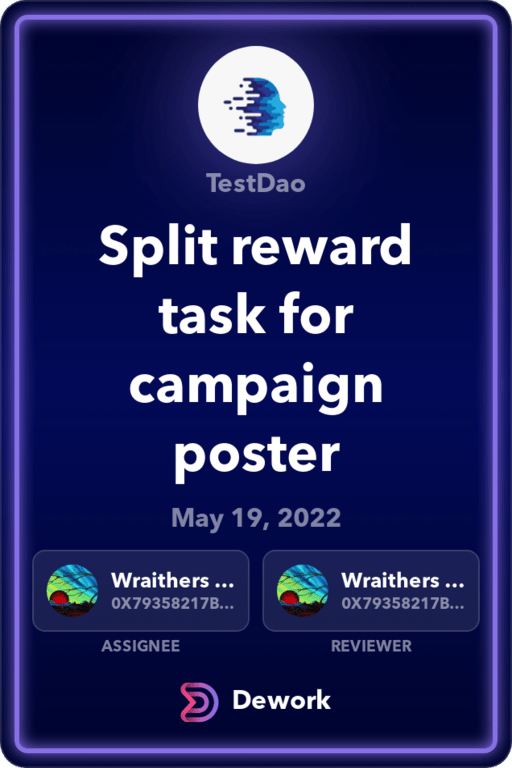 TestDao
Split reward
task for
campaign
poster
May 19, 2022
Wraithers ...
0X79358217B...
ASSIGNEE
Wraithers ...
0X79358217B...
REVIEWER
Dework